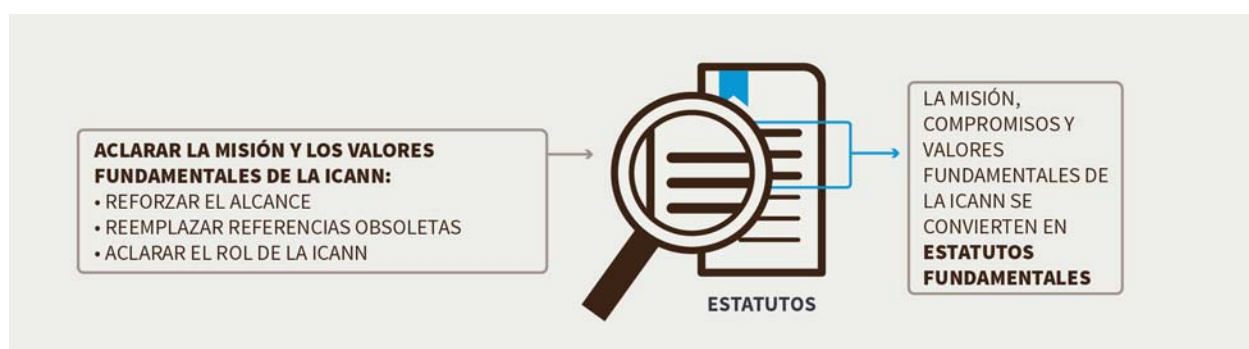 ACLARAR LA MISIÓN Y LOS VALORES
FUNDAMENTALES DE LA ICANN:
• REFORZAR EL ALCANCE
• REEMPLAZAR REFERENCIAS OBSOLETAS
• ACLARAR EL ROL DE LA ICANN
ESTATUTOS
LA MISIÓN,
COMPROMISOS Y
VALORES
FUNDAMENTALES DE
LA ICANN SE
CONVIERTEN EN
ESTATUTOS
FUNDAMENTALES